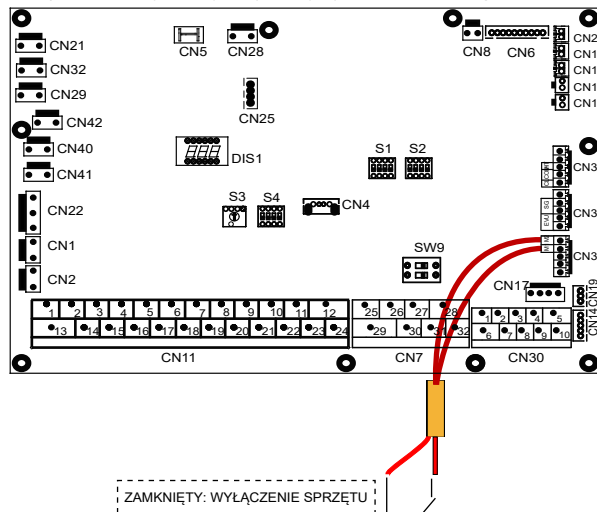 CN21
CN5
CN28
CN8
CN6
CN2
CN32
CN1
CN1
CN29
CN1
CN1
CN25
CN42
CN40
DIS1
S1
S2
CN41
CN3
CN22
S3
S4
CN4
CN3
SG
EVU
CN1
SW9
CN3
M1 M2
CN2
CN17
CN19
CN14
1 2 3 4 5 6 7 8 9 10 11 12
25 26 27 28
1 2 3 4 5
13 14 15 16 17 18 19 20 21 22 23 24
29 30 31 32
6 7 8 9 10
CN11
CN7
CN30
ZAMKNIĘTY: WYŁĄCZENIE SPRZĘTU